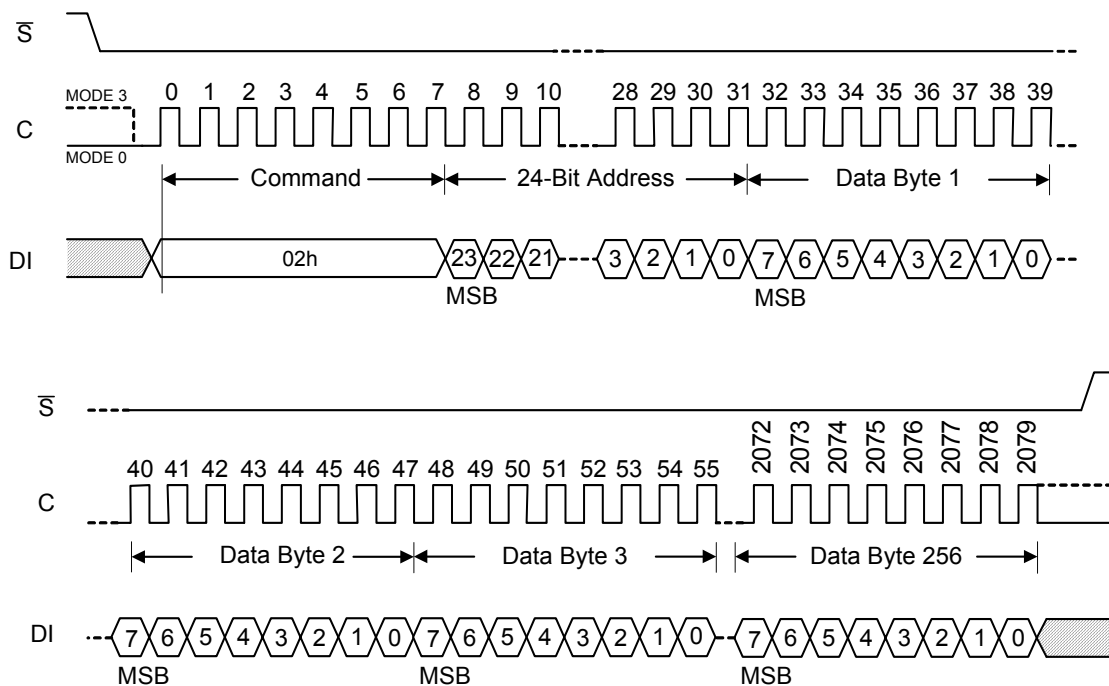 S̅
MODE 3
0 1 2 3 4 5 6 7 8 9 10 28 29 30 31 32 33 34 35 36 37 38 39
C
MODE 0
Command 24-Bit Address Data Byte 1
DI 02h 23 22 21 3 2 1 0 7 6 5 4 3 2 1 0
MSB MSB
S̅
40 41 42 43 44 45 46 47 48 49 50 51 52 53 54 55 2072 2073 2074 2075 2076 2077 2078 2079
C
Data Byte 2 Data Byte 3 Data Byte 256
DI 7 6 5 4 3 2 1 0 7 6 5 4 3 2 1 0 7 6 5 4 3 2 1 0
MSB MSB MSB